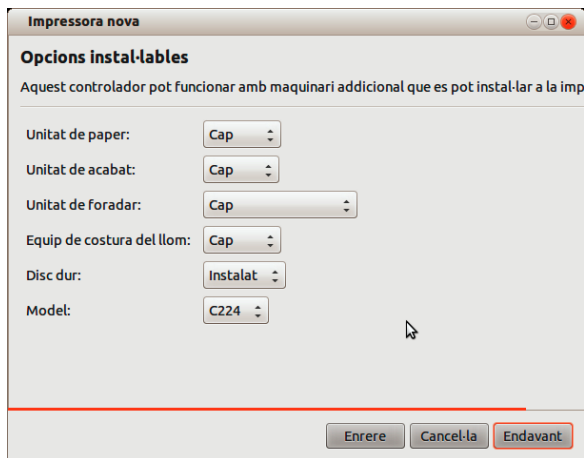 Impressora nova
Opcions instal·lables
Aquest controlador pot funcionar amb maquinari addicional que es pot instal·lar a la imp
Unitat de paper: Cap
Unitat de acabat: Cap
Unitat de foradar: Cap
Equip de costura del llom: Cap
Disc dur: Instalat
Model: C224
Enrere Cancel·la Endavant